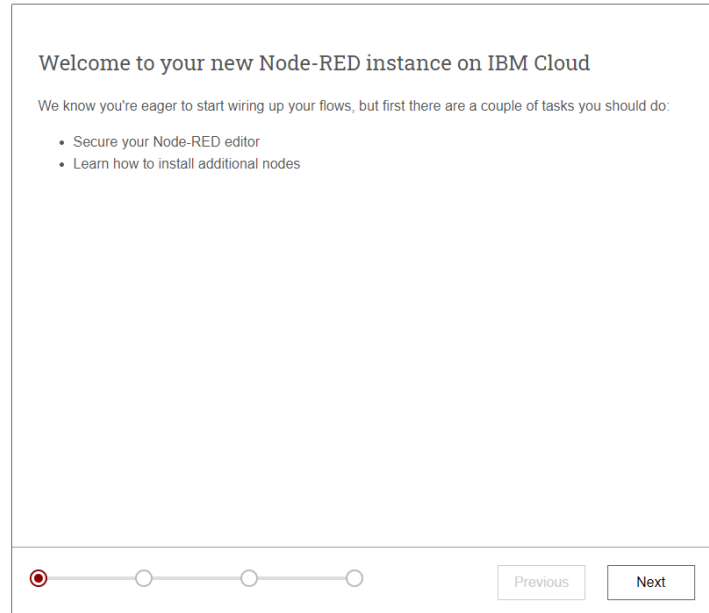 Welcome to your new Node-RED instance on IBM Cloud
We know you're eager to start wiring up your flows, but first there are a couple of tasks you should do:
• Secure your Node-RED editor
• Learn how to install additional nodes
Previous
Next